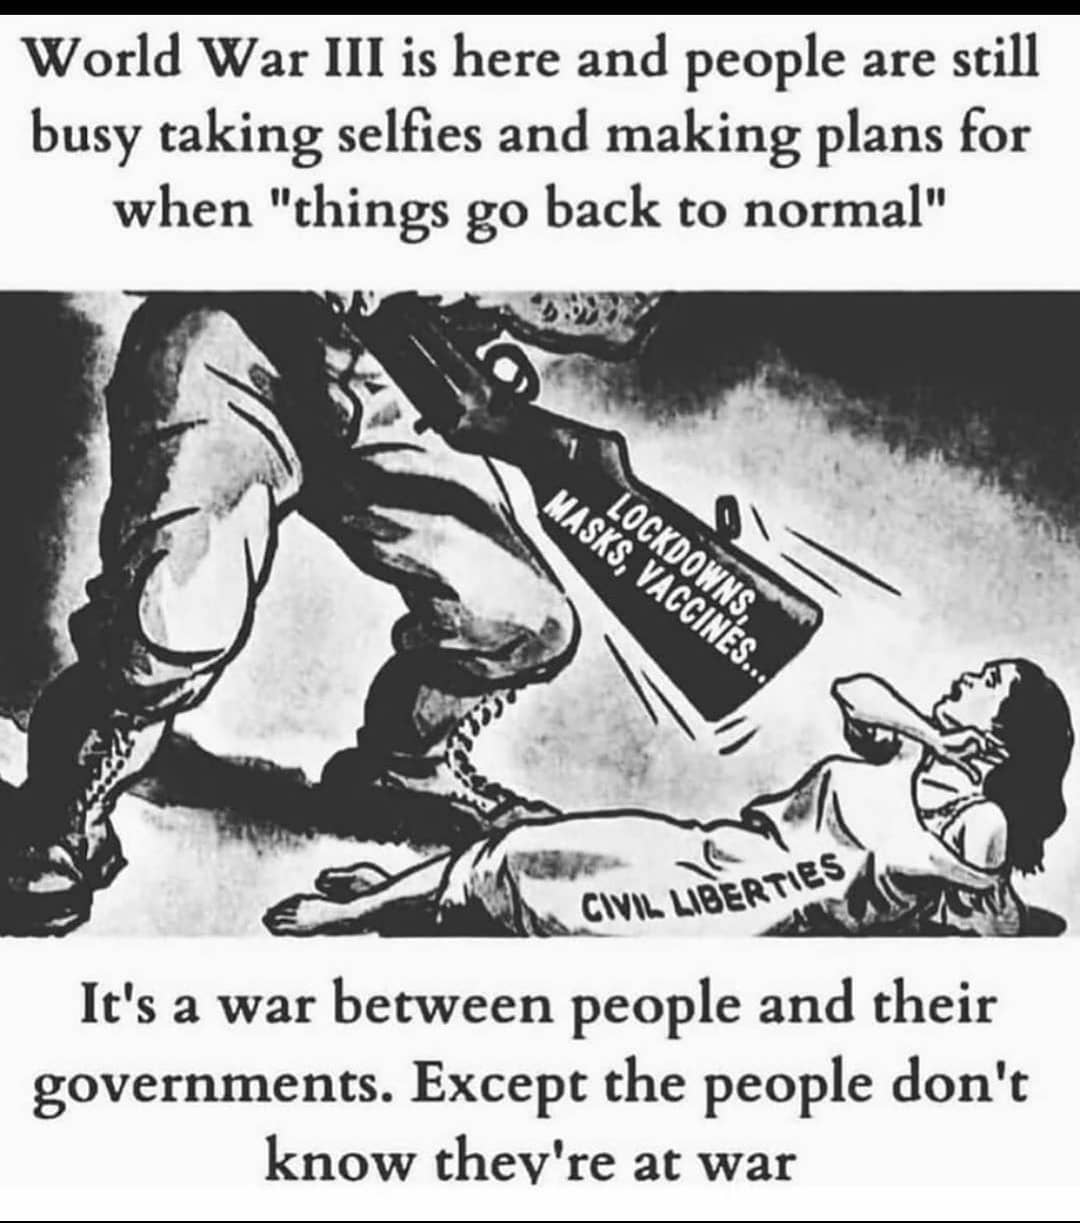 World War III is here and people are still
busy taking selfies and making plans for
when "things go back to normal"
LOCKDOWNS,
MASKS, VACCINES...
CIVIL LIBERTIES
It's a war between people and their
governments. Except the people don't
know they're at war